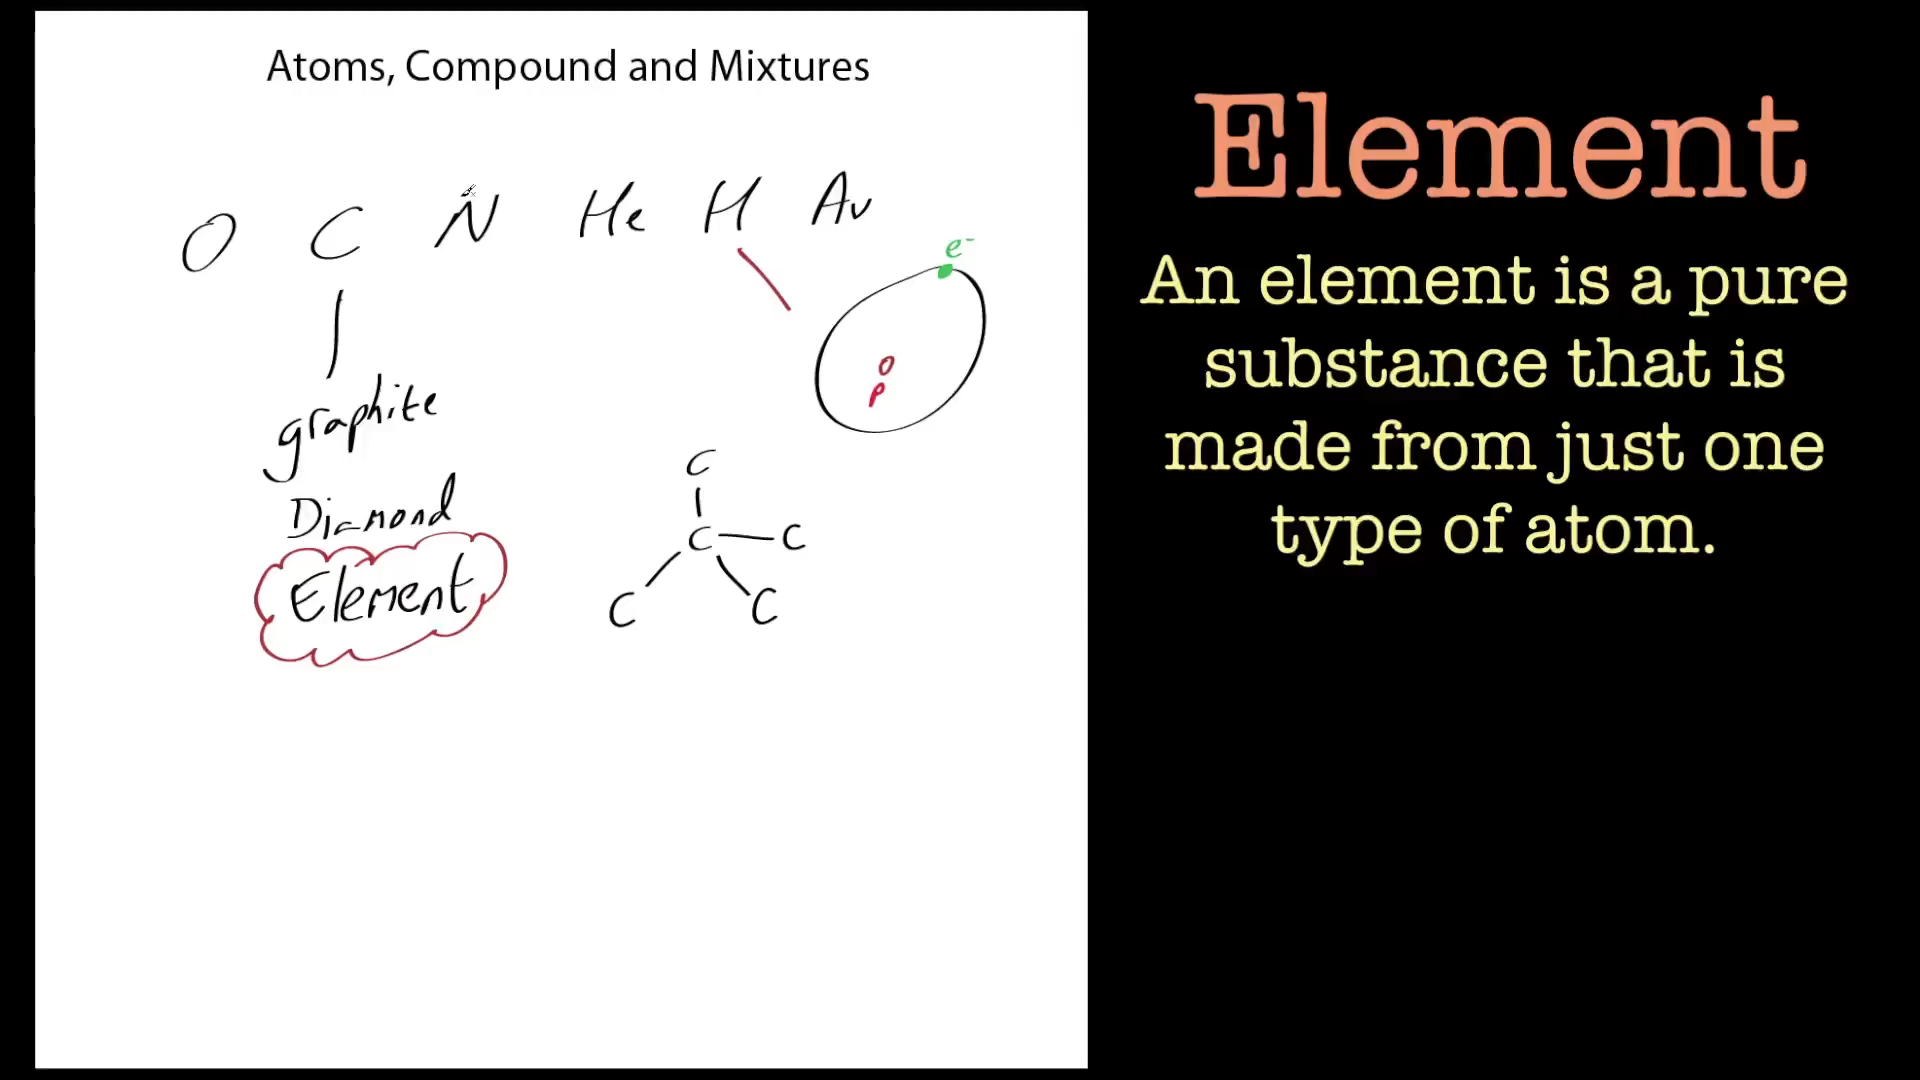 Atoms, Compound and Mixtures
O C N He H Au
e-
p
graphite
Diamond
Element
C
C C
C C
Element
An element is a pure
substance that is
made from just one
type of atom.